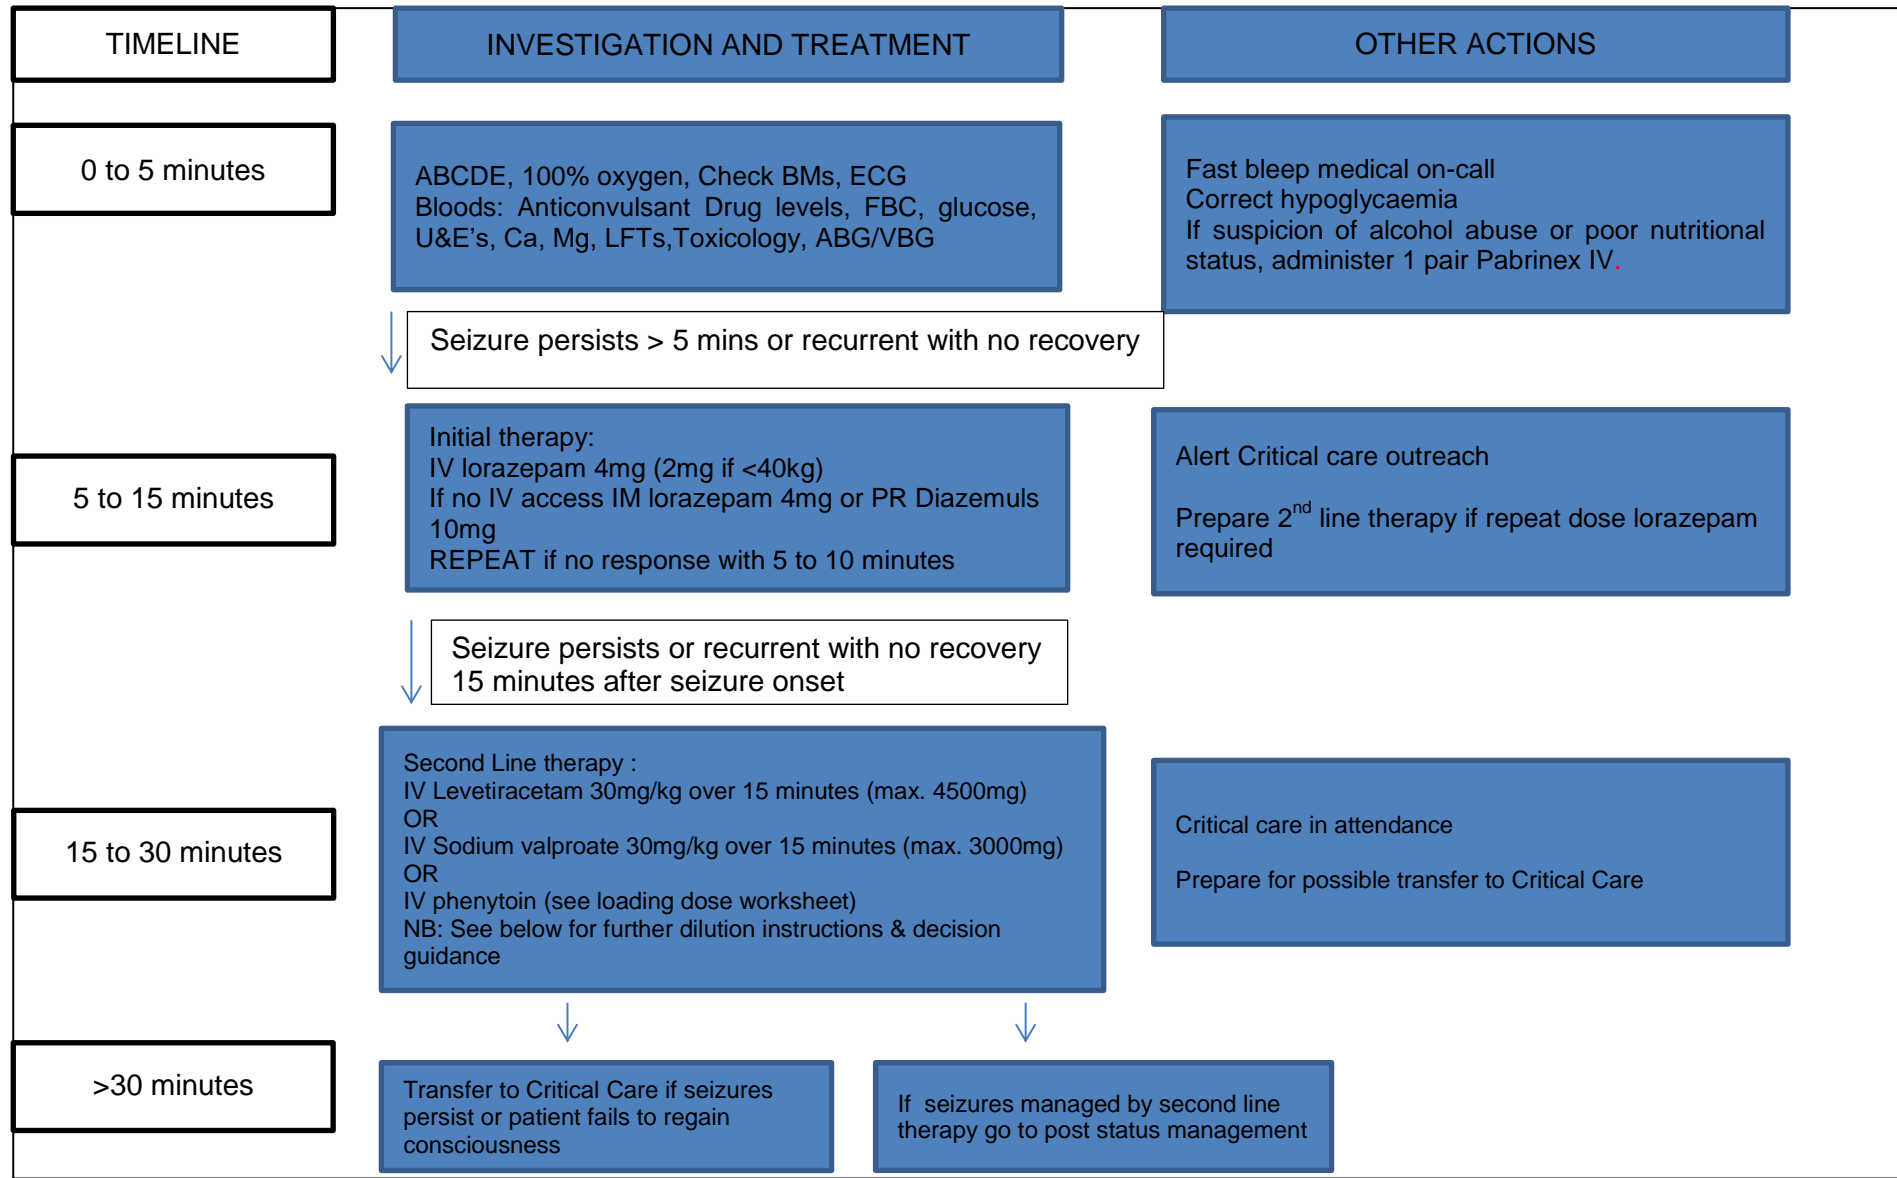 TIMELINE
INVESTIGATION AND TREATMENT
OTHER ACTIONS
0 to 5 minutes
ABCDE, 100% oxygen, Check BMs, ECG
Bloods: Anticonvulsant Drug levels, FBC, glucose,
U&E's, Ca, Mg, LFTs,Toxicology, ABG/VBG
Fast bleep medical on-call
Correct hypoglycaemia
If suspicion of alcohol abuse or poor nutritional
status, administer 1 pair Pabrinex IV.
Seizure persists > 5 mins or recurrent with no recovery
5 to 15 minutes
Initial therapy:
IV lorazepam 4mg (2mg if <40kg)
If no IV access IM lorazepam 4mg or PR Diazemuls
10mg
REPEAT if no response with 5 to 10 minutes
Alert Critical care outreach
Prepare 2nd line therapy if repeat dose lorazepam
required
Seizure persists or recurrent with no recovery
15 minutes after seizure onset
15 to 30 minutes
Second Line therapy :
IV Levetiracetam 30mg/kg over 15 minutes (max. 4500mg)
OR
IV Sodium valproate 30mg/kg over 15 minutes (max. 3000mg)
OR
IV phenytoin (see loading dose worksheet)
NB: See below for further dilution instructions & decision
guidance
Critical care in attendance
Prepare for possible transfer to Critical Care
>30 minutes
Transfer to Critical Care if seizures
persist or patient fails to regain
consciousness
If  seizures managed by second line
therapy go to post status management